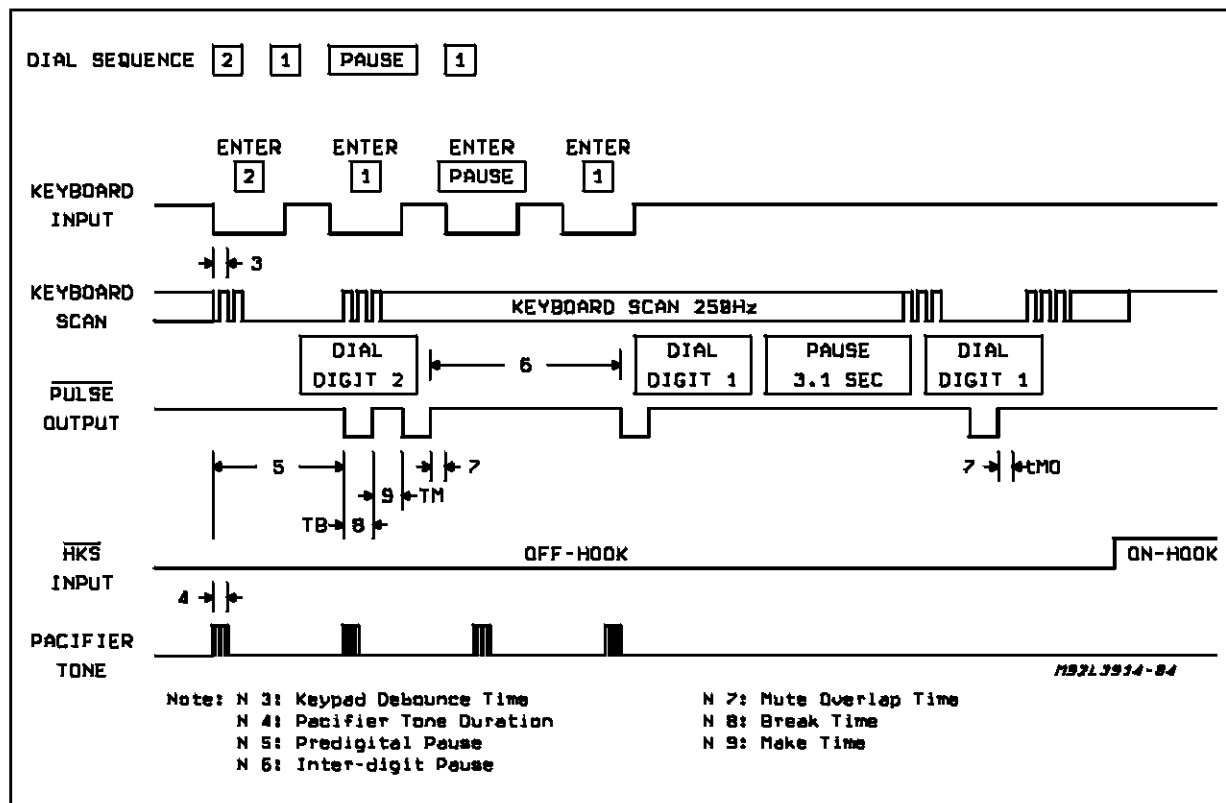 DIAL SEQUENCE 2 1 PAUSE 1
ENTER ENTER ENTER ENTER
2 1 PAUSE 1
KEYBOARD
INPUT
3
KEYBOARD
SCAN
KEYBOARD SCAN 250Hz
DIAL
DIGIT 2
6
DIAL
DIGIT 1
PAUSE
3.1 SEC
DIAL
DIGIT 1
PULSE
OUTPUT
5 7 7 tMO
9 TM
TB 8
HKS
INPUT
OFF-HOOK ON-HOOK
4
PACIFIER
TONE
M92L3914-04
Note: N 3: Keypad Debounce Time
N 4: Pacifier Tone Duration
N 5: Predigital Pause
N 6: Inter-digit Pause
N 7: Mute Overlap Time
N 8: Break Time
N 9: Make Time